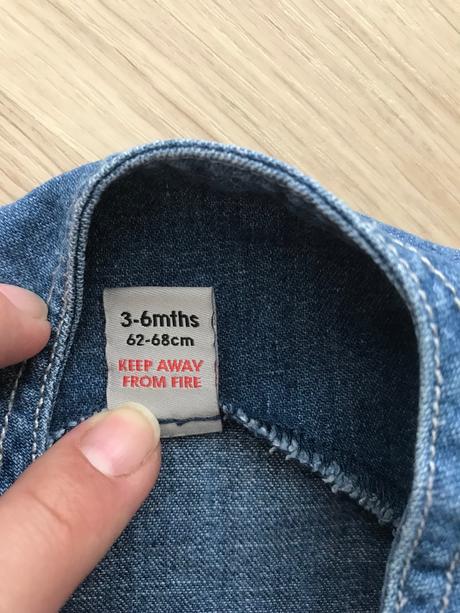 3-6mths
62-68cm
KEEP AWAY
FROM FIRE